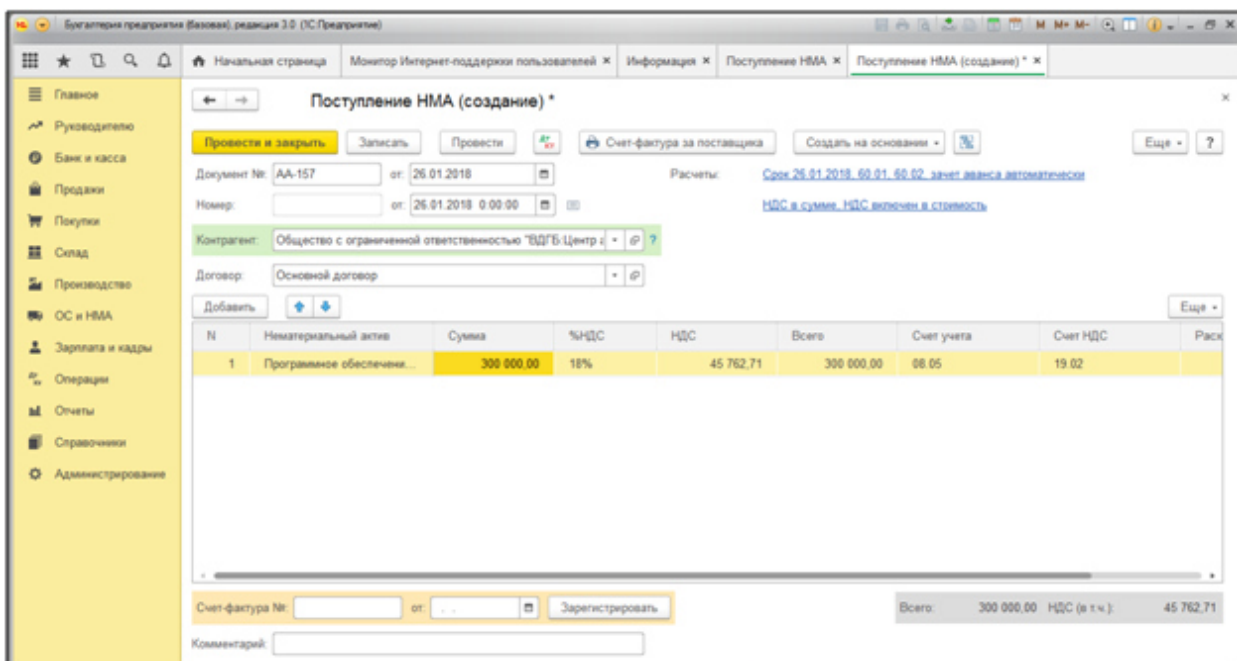 Бухгалтерия предприятия (базовая), редакция 3.0 (1С:Предприятие)
M M+ M-
Начальная страница Монитор Интернет-поддержки пользователей × Информация × Поступление НМА × Поступление НМА (создание) * ×
Главное
Руководителю
Банк и касса
Продажи
Покупки
Склад
Производство
ОС и НМА
Зарплата и кадры
Операции
Отчеты
Справочники
Администрирование
Поступление НМА (создание) *
Провести и закрыть Записать Провести Дт Кт Счет-фактура за поставщика Создать на основании Еще ?
Документ №: АА-157 от: 26.01.2018 Расчеты: Срок 26.01.2018, 60.01, 60.02, зачет аванса автоматически
Номер: от: 26.01.2018 0:00:00 НДС в сумме, НДС включен в стоимость
Контрагент: Общество с ограниченной ответственностью "ВДГБ:Центр а ?
Договор: Основной договор
Добавить Еще
N Нематериальный актив Сумма %НДС НДС Всего Счет учета Счет НДС Расх
1 Программное обеспечени... 300 000,00 18% 45 762,71 300 000,00 08.05 19.02
Счет-фактура №: от: . . Зарегистрировать Всего: 300 000,00 НДС (в т.ч.): 45 762,71
Комментарий: